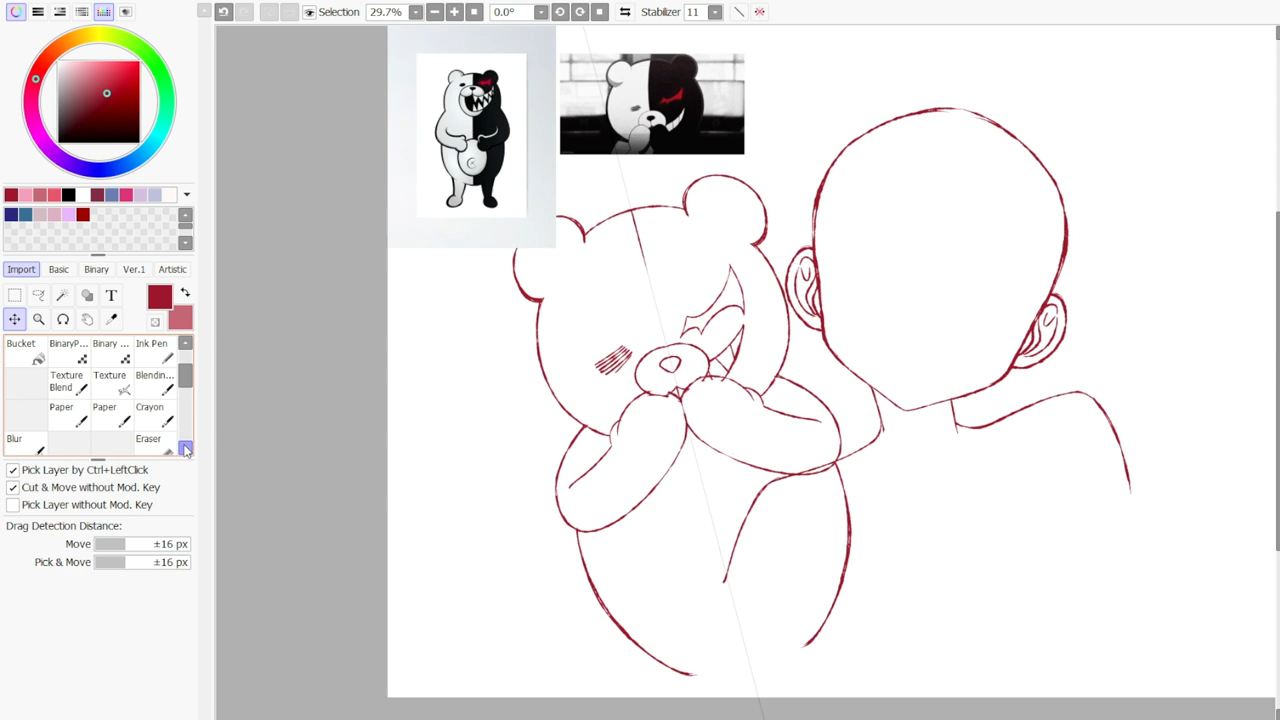 Selection 29.7% 0.0° Stabilizer 11
Import Basic Binary Ver.1 Artistic
T
Bucket BinaryP... Binary ... Ink Pen
Texture Blend Texture Blendin...
Paper Paper Crayon
Blur Eraser
Pick Layer by Ctrl+LeftClick
Cut & Move without Mod. Key
Pick Layer without Mod. Key
Drag Detection Distance:
Move ±16 px
Pick & Move ±16 px